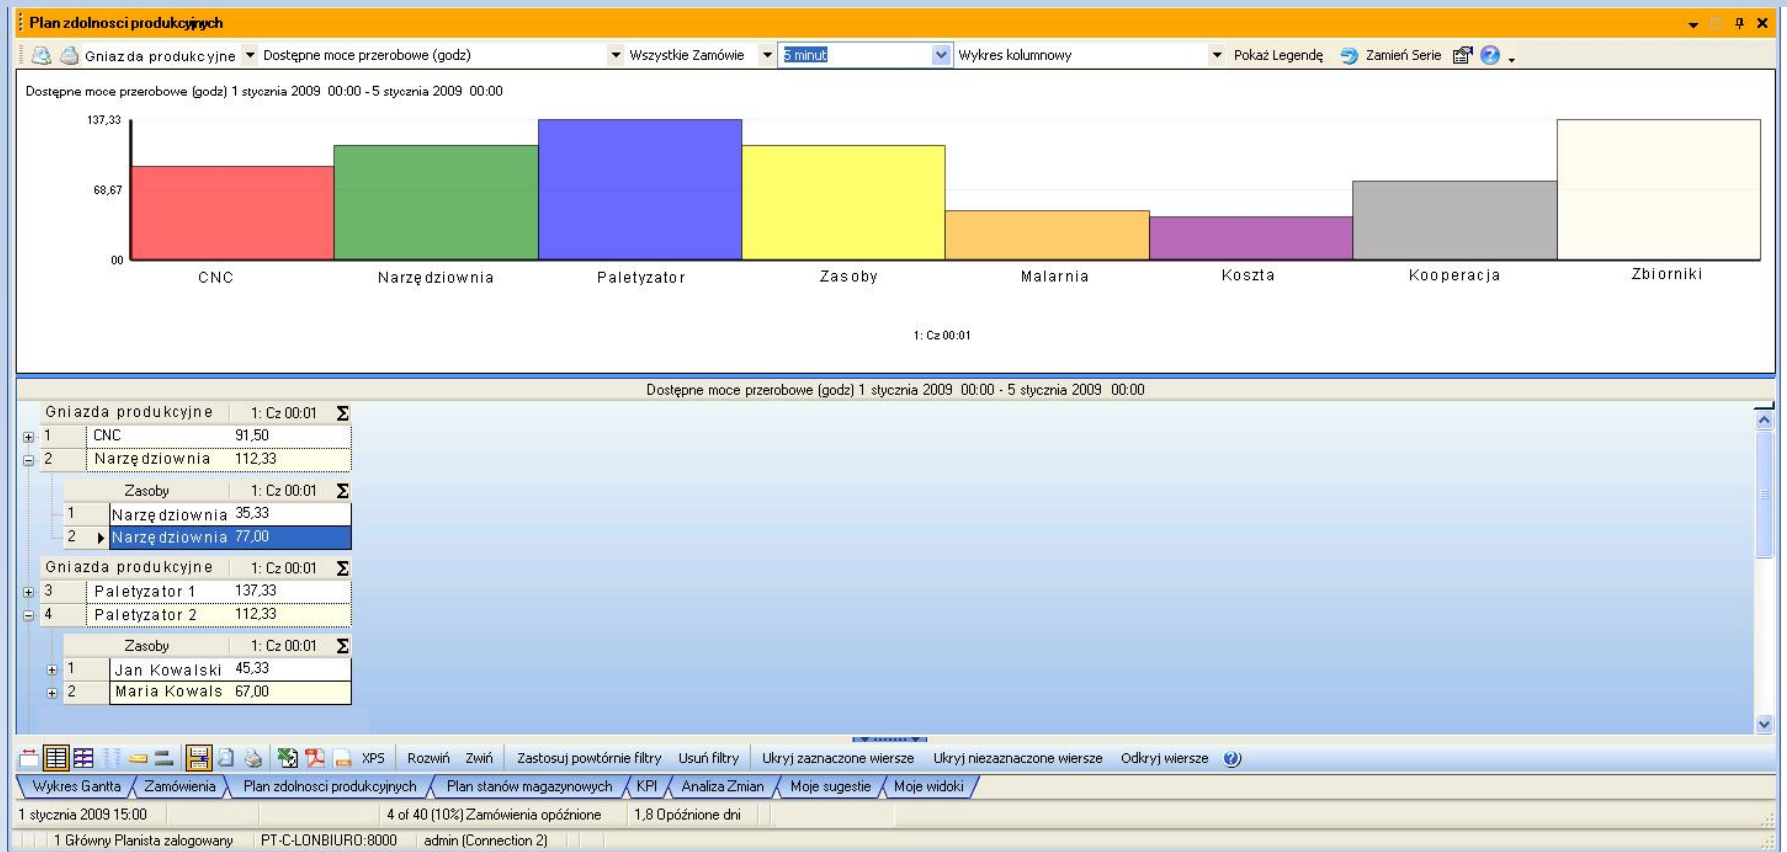 Plan zdolnosci produkcyjnych
Gniazda produkcyjne Dostępne moce przerobowe (godz) Wszystkie Zamówie 5 minut Wykres kolumnowy Pokaż Legendę Zamień Serie
Dostępne moce przerobowe (godz) 1 stycznia 2009 00:00 - 5 stycznia 2009 00:00
137,33
68,67
00
CNC Narzędziownia Paletyzator Zasoby Malarnia Koszta Kooperacja Zbiorniki
1: Cz 00:01
Dostępne moce przerobowe (godz) 1 stycznia 2009 00:00 - 5 stycznia 2009 00:00
Gniazda produkcyjne 1: Cz 00:01 Σ
1 CNC 91,50
2 Narzędziownia 112,33
Zasoby 1: Cz 00:01 Σ
1 Narzędziownia 35,33
2 Narzędziownia 77,00
Gniazda produkcyjne 1: Cz 00:01 Σ
3 Paletyzator 1 137,33
4 Paletyzator 2 112,33
Zasoby 1: Cz 00:01 Σ
1 Jan Kowalski 45,33
2 Maria Kowals 67,00
XPS Rozwiń Zwiń Zastosuj powtórnie filtry Usuń filtry Ukryj zaznaczone wiersze Ukryj niezaznaczone wiersze Odkryj wiersze
Wykres Gantta Zamówienia Plan zdolnosci produkcyjnych Plan stanów magazynowych KPI Analiza Zmian Moje sugestie Moje widoki
1 stycznia 2009 15:00 4 of 40 (10%) Zamówienia opóźnione 1,8 Opóźnione dni
1 Główny Planista zalogowany PT-C-LONBIURO:8000 admin (Connection 2)